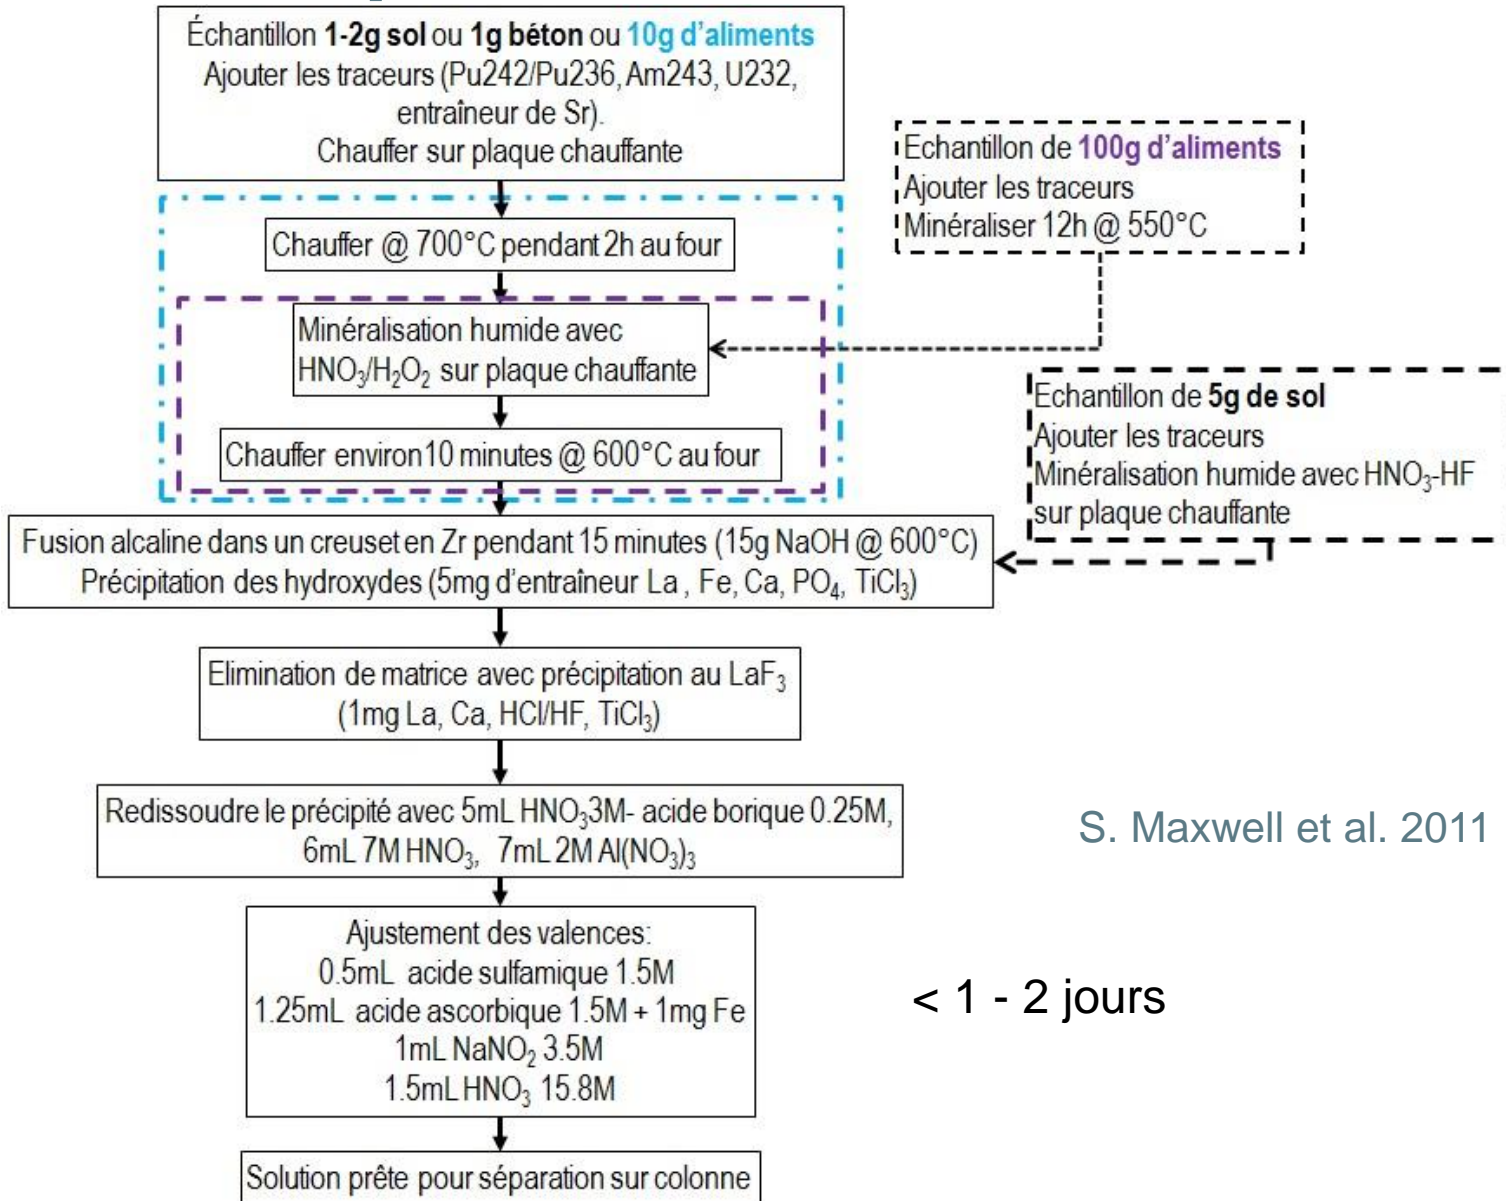 Échantillon 1-2g sol ou 1g béton ou 10g d'aliments
Ajouter les traceurs (Pu242/Pu236, Am243, U232,
entraîneur de Sr).
Chauffer sur plaque chauffante
Echantillon de 100g d'aliments
Ajouter les traceurs
Minéraliser 12h @ 550°C
Chauffer @ 700°C pendant 2h au four
Minéralisation humide avec
HNO₃/H₂O₂ sur plaque chauffante
Chauffer environ 10 minutes @ 600°C au four
Echantillon de 5g de sol
Ajouter les traceurs
Minéralisation humide avec HNO₃-HF
sur plaque chauffante
Fusion alcaline dans un creuset en Zr pendant 15 minutes (15g NaOH @ 600°C)
Précipitation des hydroxydes (5mg d'entraîneur La , Fe, Ca, PO₄, TiCl₃)
Elimination de matrice avec précipitation au LaF₃
(1mg La, Ca, HCl/HF, TiCl₃)
Redissoudre le précipité avec 5mL HNO₃3M- acide borique 0.25M,
6mL 7M HNO₃, 7mL 2M Al(NO₃)₃
S. Maxwell et al. 2011
Ajustement des valences:
0.5mL acide sulfamique 1.5M
1.25mL acide ascorbique 1.5M + 1mg Fe
1mL NaNO₂ 3.5M
1.5mL HNO₃ 15.8M
< 1 - 2 jours
Solution prête pour séparation sur colonne